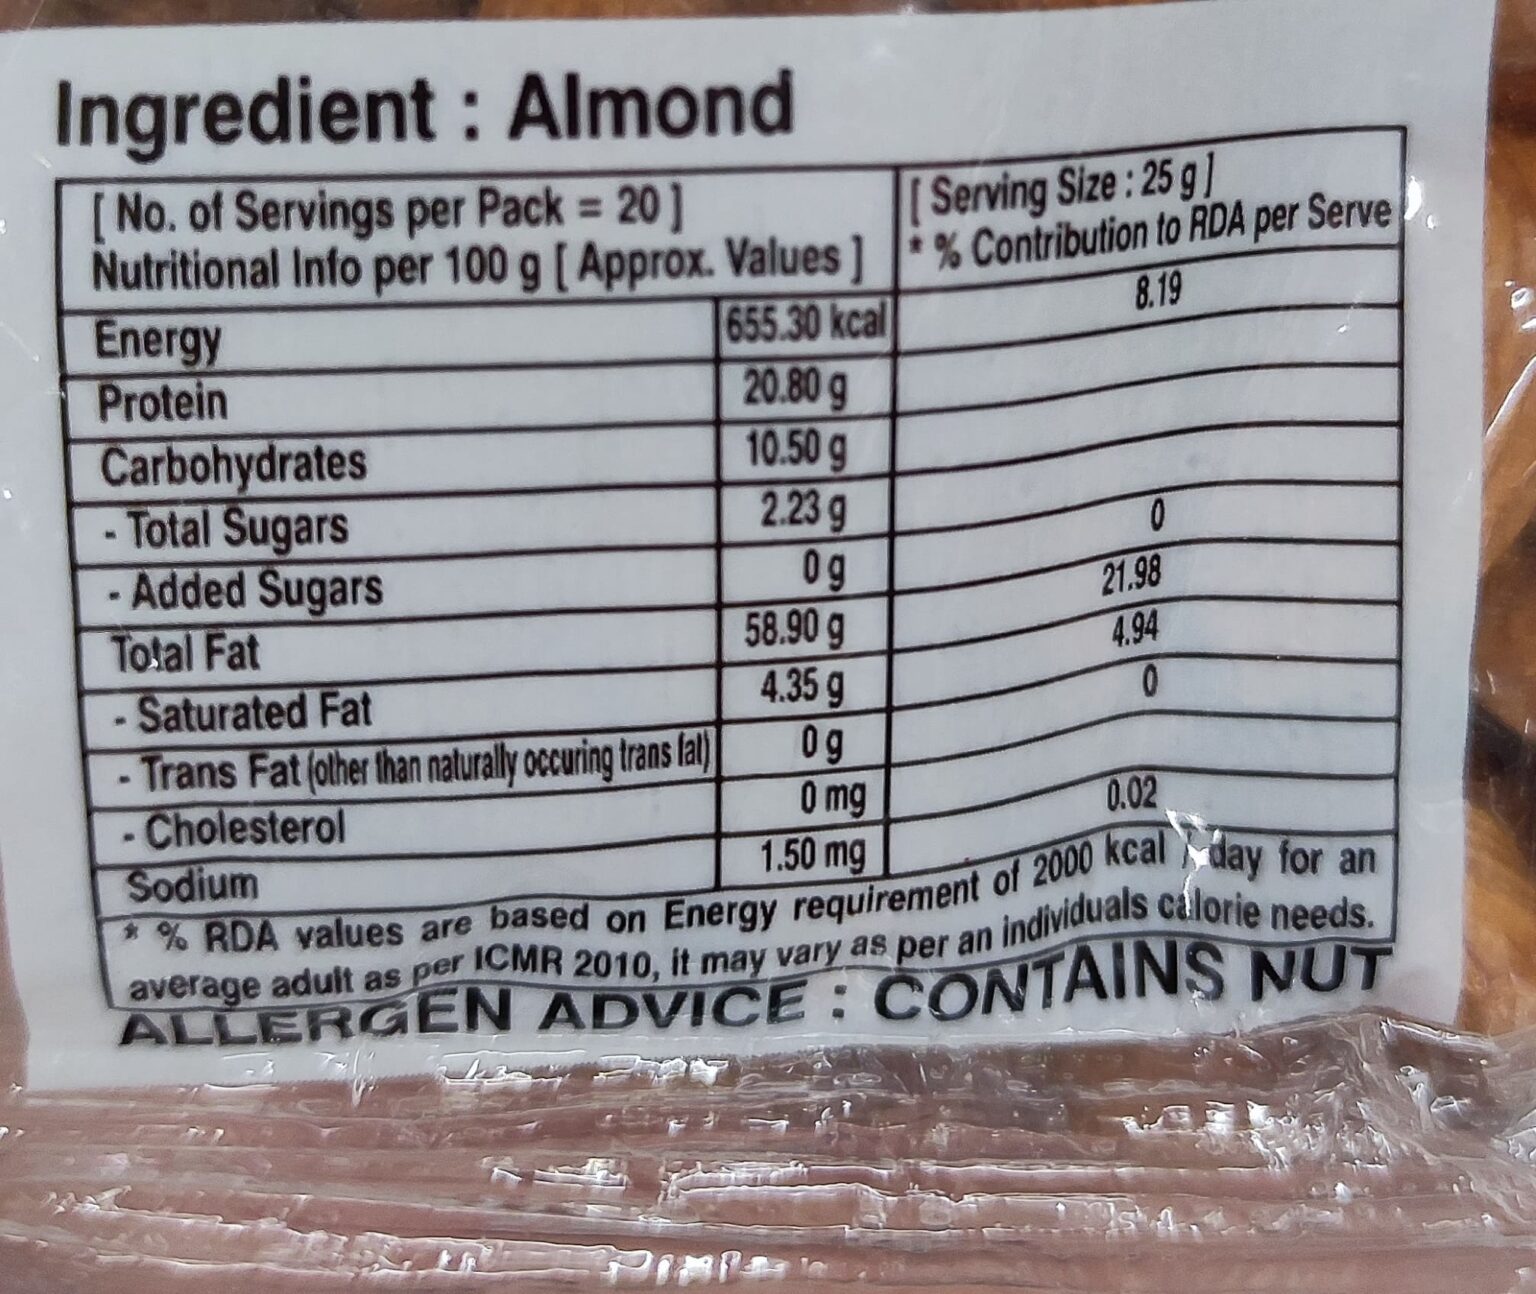 Ingredient : Almond
[ No. of Servings per Pack = 20 ]
Nutritional Info per 100 g [ Approx. Values ]
[ Serving Size : 25 g ]
* % Contribution to RDA per Serve
Energy 655.30 kcal 8.19
Protein 20.80 g
Carbohydrates 10.50 g
- Total Sugars 2.23 g
- Added Sugars 0 g 0
Total Fat 58.90 g 21.98
- Saturated Fat 4.35 g 4.94
- Trans Fat (other than naturally occuring trans fat) 0 g 0
- Cholesterol 0 mg
Sodium 1.50 mg 0.02
* % RDA values are based on Energy requirement of 2000 kcal / day for an
average adult as per ICMR 2010, it may vary as per an individuals calorie needs.
ALLERGEN ADVICE : CONTAINS NUT